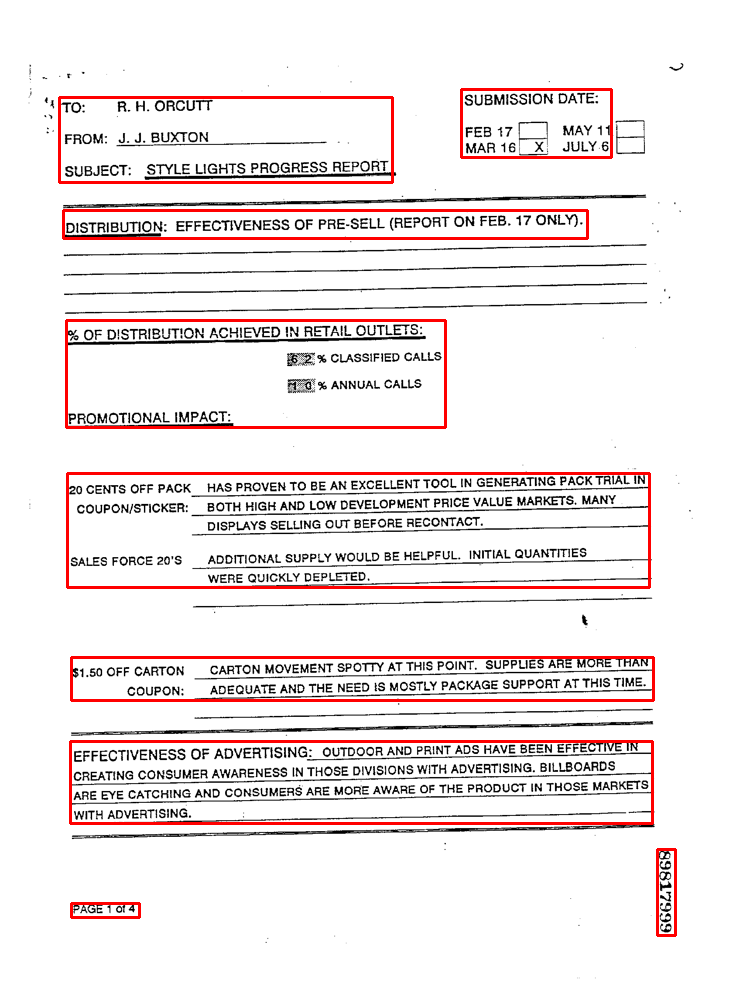 TO: R. H. ORCUTT
FROM: J. J. BUXTON
SUBJECT: STYLE LIGHTS PROGRESS REPORT
SUBMISSION DATE:
FEB 17 MAY 11
MAR 16 X JULY 6
DISTRIBUTION: EFFECTIVENESS OF PRE-SELL (REPORT ON FEB. 17 ONLY).
% OF DISTRIBUTION ACHIEVED IN RETAIL OUTLETS:
62 % CLASSIFIED CALLS
10 % ANNUAL CALLS
PROMOTIONAL IMPACT:
20 CENTS OFF PACK HAS PROVEN TO BE AN EXCELLENT TOOL IN GENERATING PACK TRIAL IN
COUPON/STICKER: BOTH HIGH AND LOW DEVELOPMENT PRICE VALUE MARKETS. MANY
DISPLAYS SELLING OUT BEFORE RECONTACT.
SALES FORCE 20'S ADDITIONAL SUPPLY WOULD BE HELPFUL. INITIAL QUANTITIES
WERE QUICKLY DEPLETED.
$1.50 OFF CARTON CARTON MOVEMENT SPOTTY AT THIS POINT. SUPPLIES ARE MORE THAN
COUPON: ADEQUATE AND THE NEED IS MOSTLY PACKAGE SUPPORT AT THIS TIME.
EFFECTIVENESS OF ADVERTISING: OUTDOOR AND PRINT ADS HAVE BEEN EFFECTIVE IN
CREATING CONSUMER AWARENESS IN THOSE DIVISIONS WITH ADVERTISING. BILLBOARDS
ARE EYE CATCHING AND CONSUMERS ARE MORE AWARE OF THE PRODUCT IN THOSE MARKETS
WITH ADVERTISING.
89817999
PAGE 1 of 4